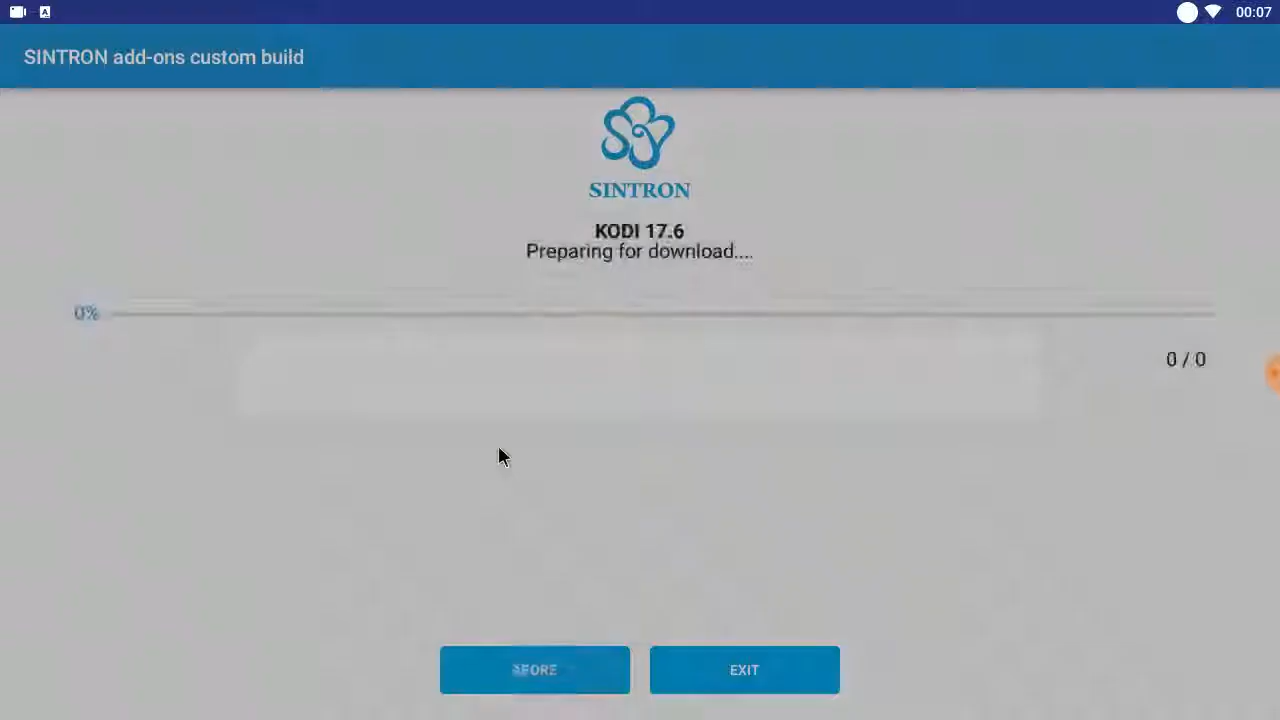 A
00:07
SINTRON add-ons custom build
SINTRON
KODI 17.6
Preparing for download....
0%
0 / 0
EXIT